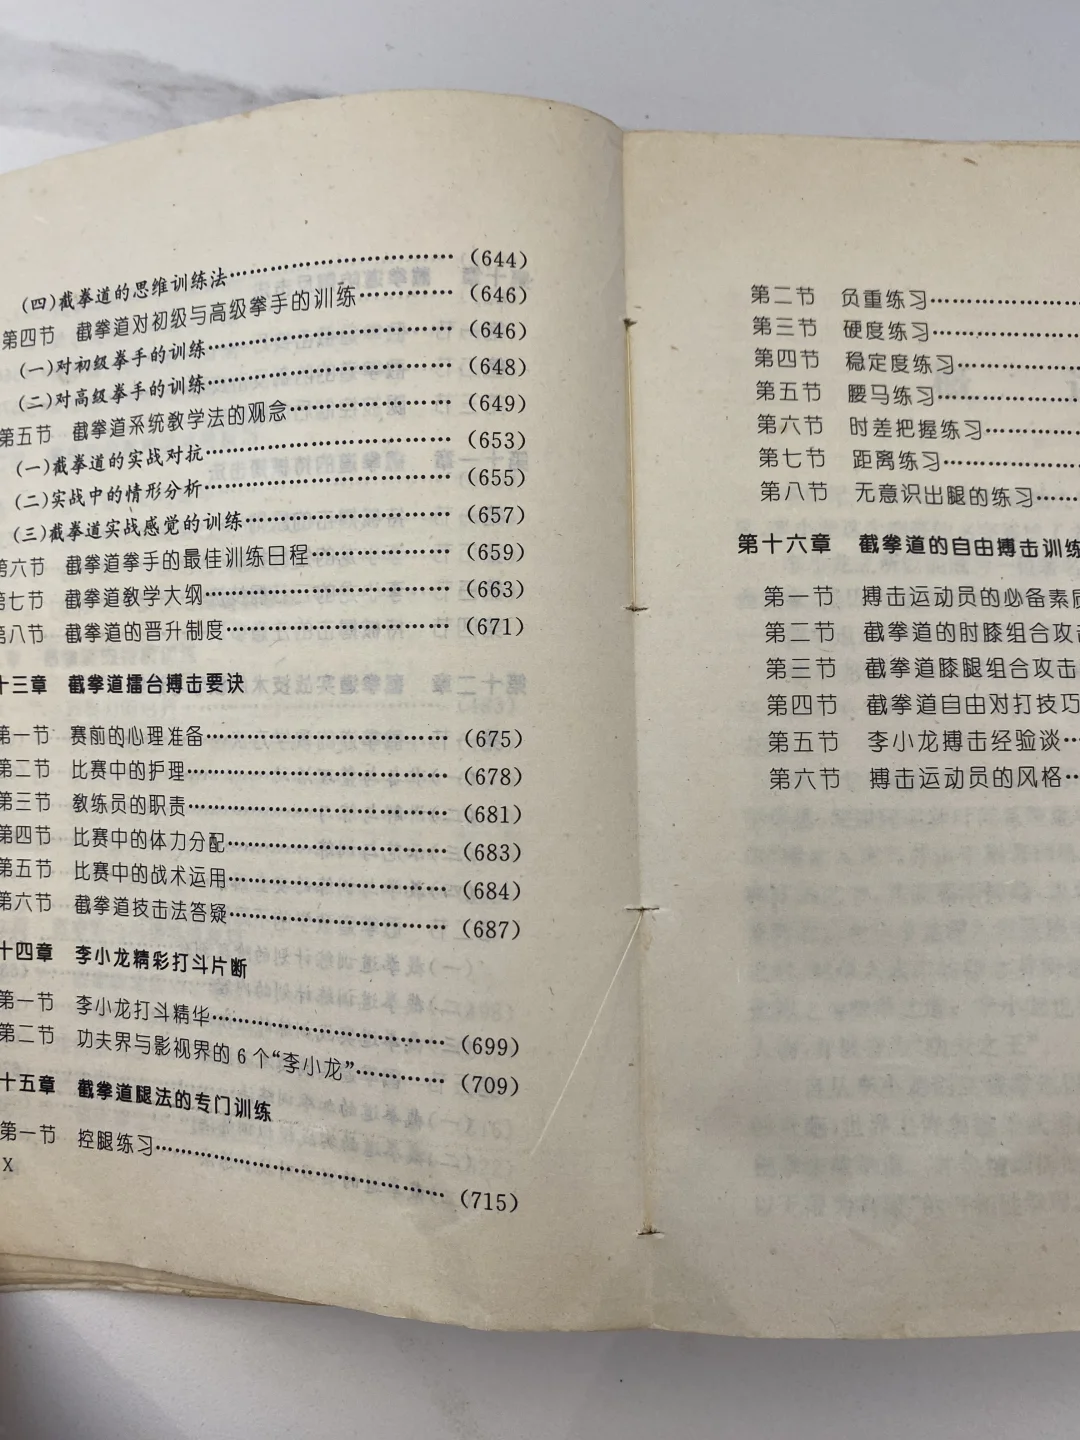 (四)截拳道的思维训练法……………………(644)
第四节 截拳道对初级与高级拳手的训练…………(646)
(一)对初级拳手的训练……………………(646)
(二)对高级拳手的训练……………………(648)
第五节 截拳道系统教学法的观念………………(649)
(一)截拳道的实战对抗……………………(653)
(二)实战中的情形分析……………………(655)
(三)截拳道实战感觉的训练………………(657)
第六节 截拳道拳手的最佳训练日程……………(659)
第七节 截拳道教学大纲……………………(663)
第八节 截拳道的晋升制度……………………(671)
十三章 截拳道擂台搏击要诀
第一节 赛前的心理准备……………………(675)
第二节 比赛中的护理………………………(678)
第三节 教练员的职责………………………(681)
第四节 比赛中的体力分配…………………(683)
第五节 比赛中的战术运用…………………(684)
第六节 截拳道技击法答疑…………………(687)
十四章 李小龙精彩打斗片断
第一节 李小龙打斗精华……………………(699)
第二节 功夫界与影视界的6个“李小龙”…………(709)
十五章 截拳道腿法的专门训练
第一节 控腿练习……………………………(715)
X
第二节 负重练习……………
第三节 硬度练习……………
第四节 稳定度练习…………
第五节 腰马练习……………
第六节 时差把握练习………
第七节 距离练习……………
第八节 无意识出腿的练习……
第十六章 截拳道的自由搏击训练
第一节 搏击运动员的必备素质
第二节 截拳道的肘膝组合攻击
第三节 截拳道膝腿组合攻击
第四节 截拳道自由对打技巧
第五节 李小龙搏击经验谈…
第六节 搏击运动员的风格…